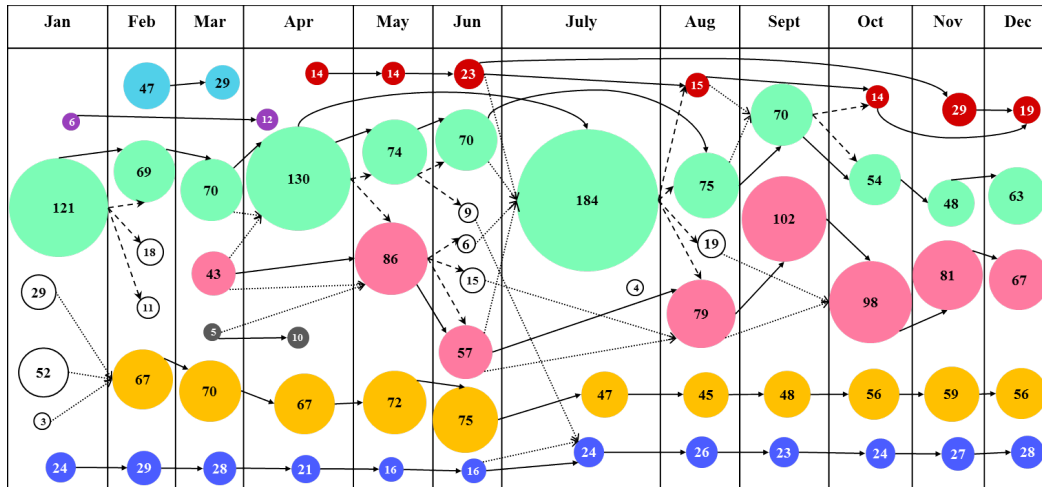 Jan Feb Mar Apr May Jun July Aug Sept Oct Nov Dec
14 14 23 15 14 29 19
47 29
6 12
121 69 70 130 74 70 184 75 70 54 48 63
18 9 6 15 19 4
11
29 43 86 57 79 102 98 81 67
5 10
52 67 70 67 72 75 47 45 48 56 59 56
3
24 29 28 21 16 16 24 26 23 24 27 28